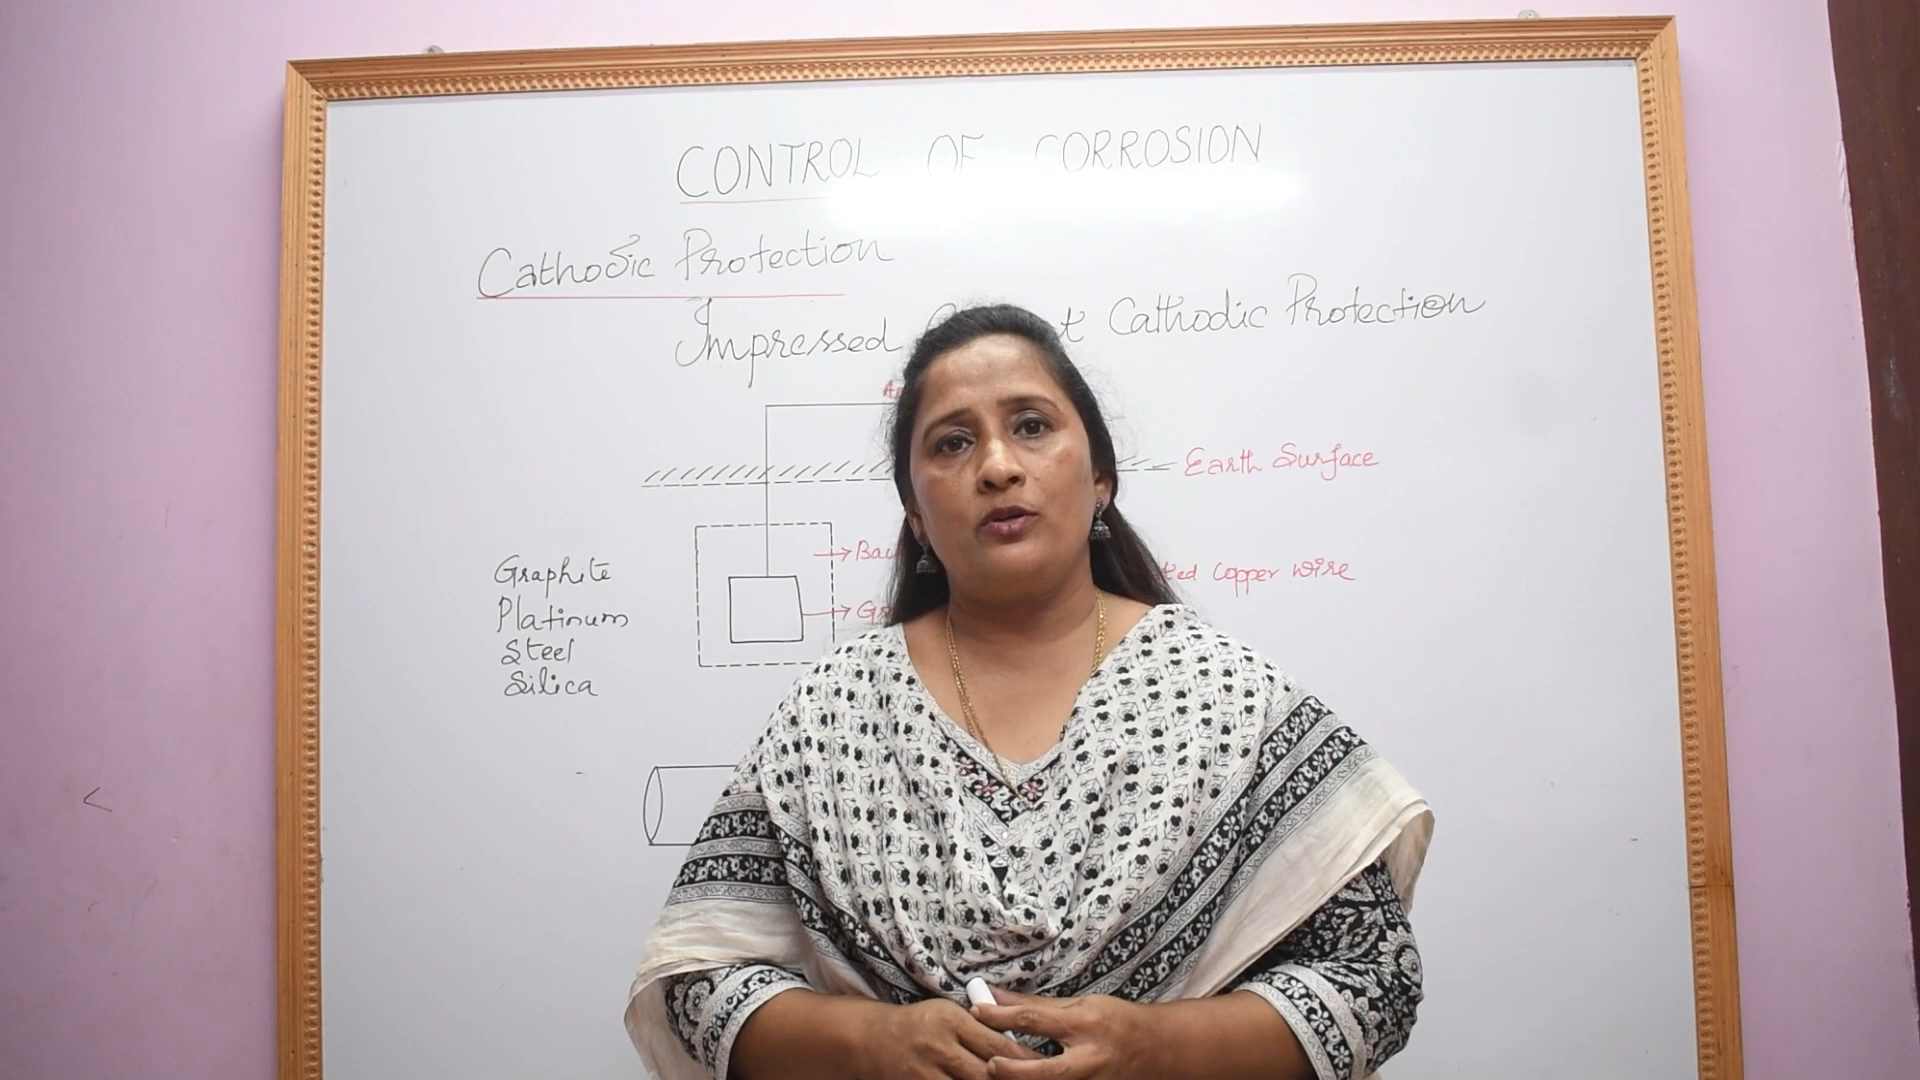 CONTROL OF CORROSION
Cathodic Protection
Impressed Cathodic Protection
Earth Surface
Graphite
Copper Wire
Platinum
Steel
Silica